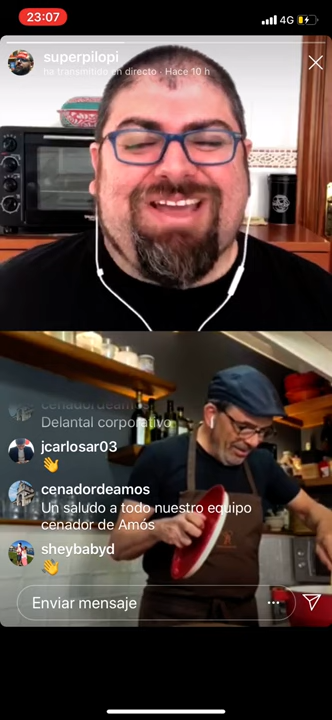 23:07
4G
superpilopi
ha transmitido en directo · Hace 10 h
cenadordeamos
Delantal corporativo
jcarlosar03
👋
cenadordeamos
Un saludo a todo nuestro equipo
cenador de Amós
sheybabyd
👋
Enviar mensaje